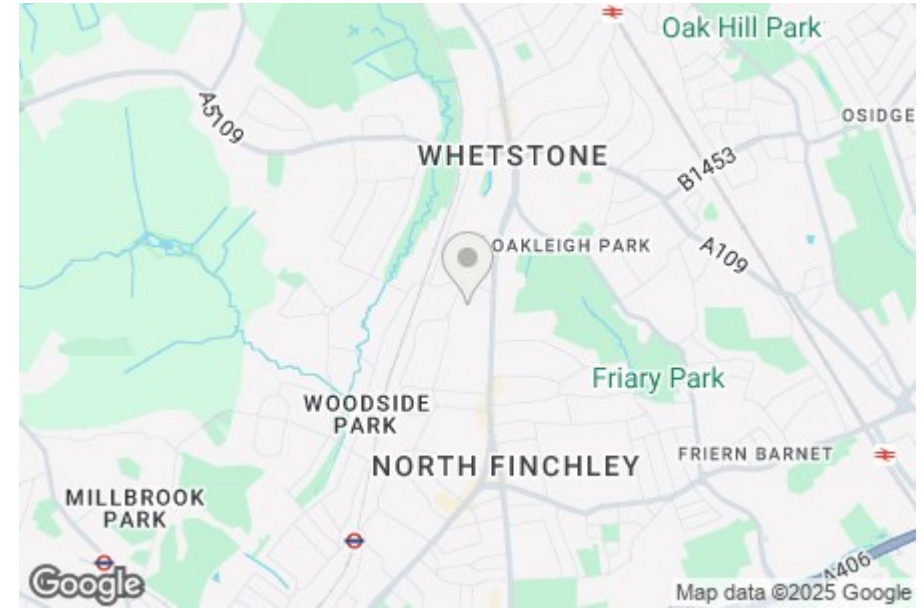 Oak Hill Park
OSIDGE
A5109
WHETSTONE
B1453
OAKLEIGH PARK
A109
Friary Park
WOODSIDE
PARK
NORTH FINCHLEY
FRIERN BARNET
MILLBROOK
PARK
A406
Google
Map data ©2025 Google